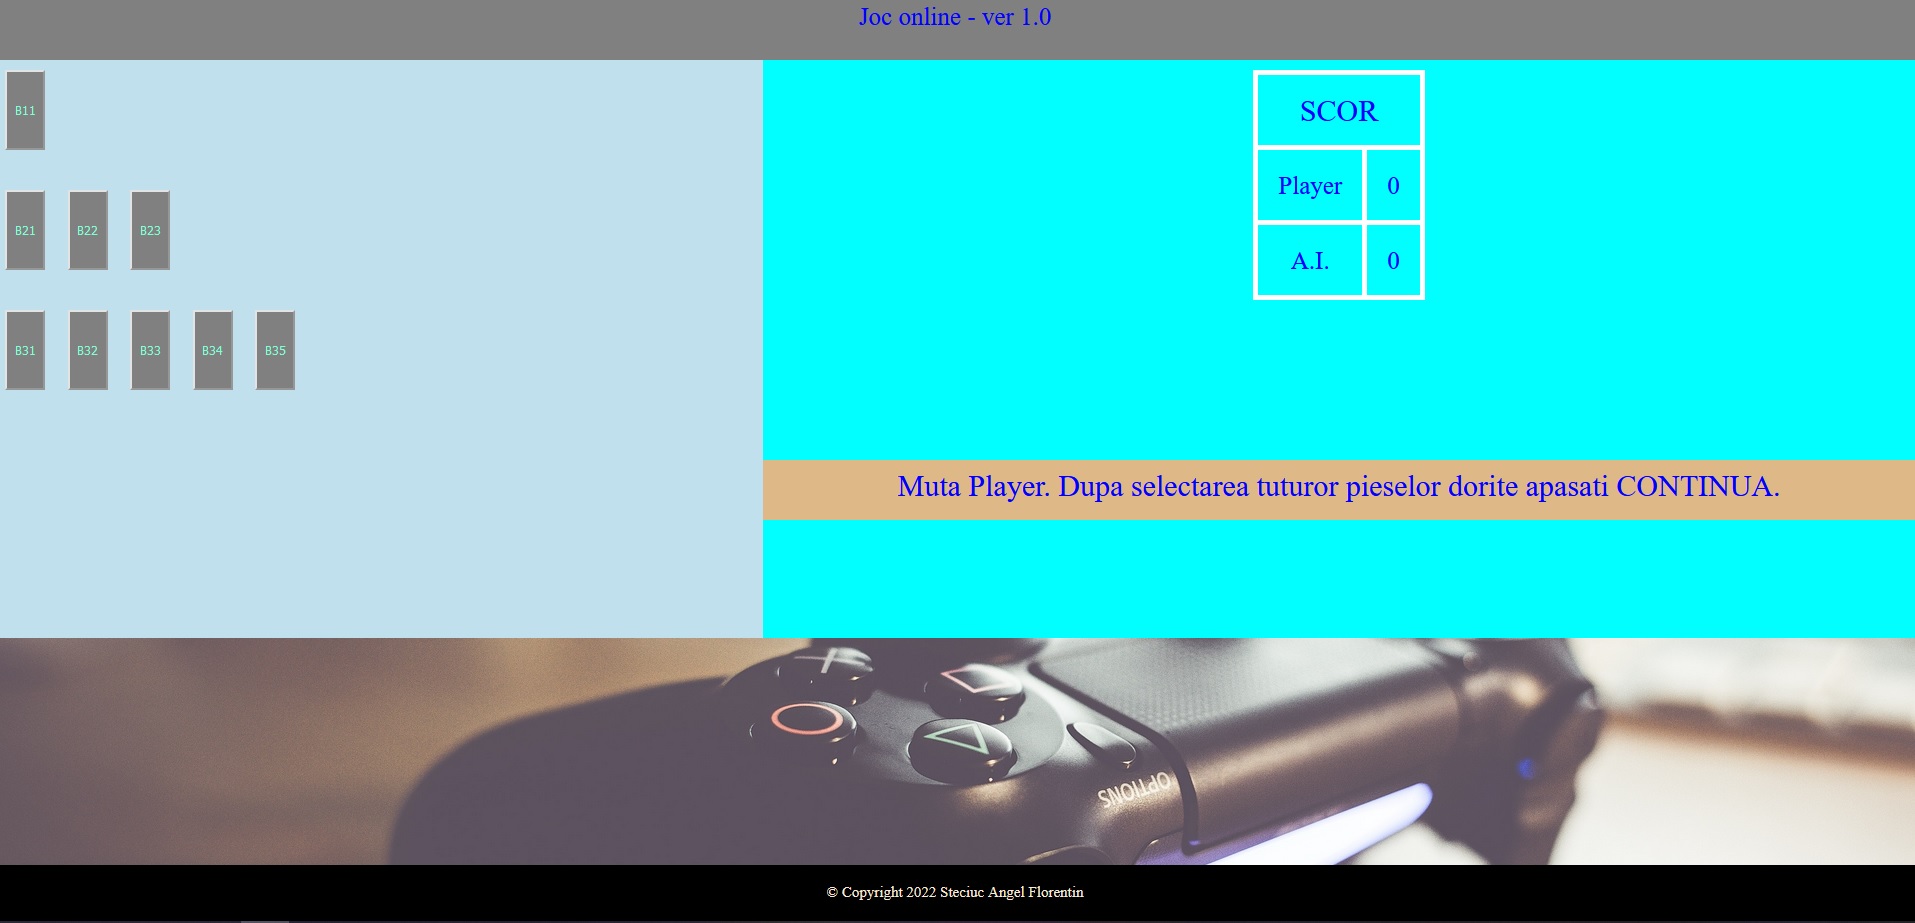 Joc online - ver 1.0
B11
B21 B22 B23
B31 B32 B33 B34 B35
SCOR
Player 0
A.I. 0
Muta Player. Dupa selectarea tuturor pieselor dorite apasati CONTINUA.
OPTIONS
© Copyright 2022 Steciuc Angel Florentin